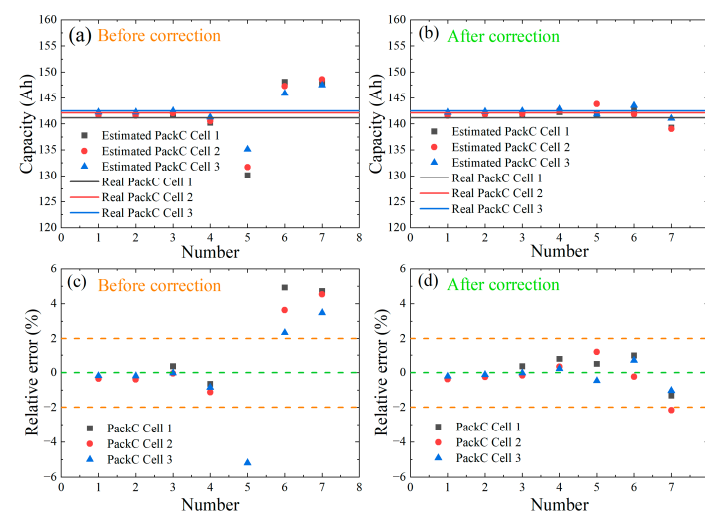 (a) Before correction
160
155
150
145
140
135
130
125
120
Capacity (Ah)
Estimated PackC Cell 1
Estimated PackC Cell 2
Estimated PackC Cell 3
Real PackC Cell 1
Real PackC Cell 2
Real PackC Cell 3
0 1 2 3 4 5 6 7 8
Number
(b) After correction
160
155
150
145
140
135
130
125
120
Capacity (Ah)
Estimated PackC Cell 1
Estimated PackC Cell 2
Estimated PackC Cell 3
Real PackC Cell 1
Real PackC Cell 2
Real PackC Cell 3
0 1 2 3 4 5 6 7 8
Number
(c) Before correction
6
4
2
0
−2
−4
−6
Relative error (%)
PackC Cell 1
PackC Cell 2
PackC Cell 3
0 1 2 3 4 5 6 7 8
Number
(d) After correction
6
4
2
0
−2
−4
−6
Relative error (%)
PackC Cell 1
PackC Cell 2
PackC Cell 3
0 1 2 3 4 5 6 7 8
Number